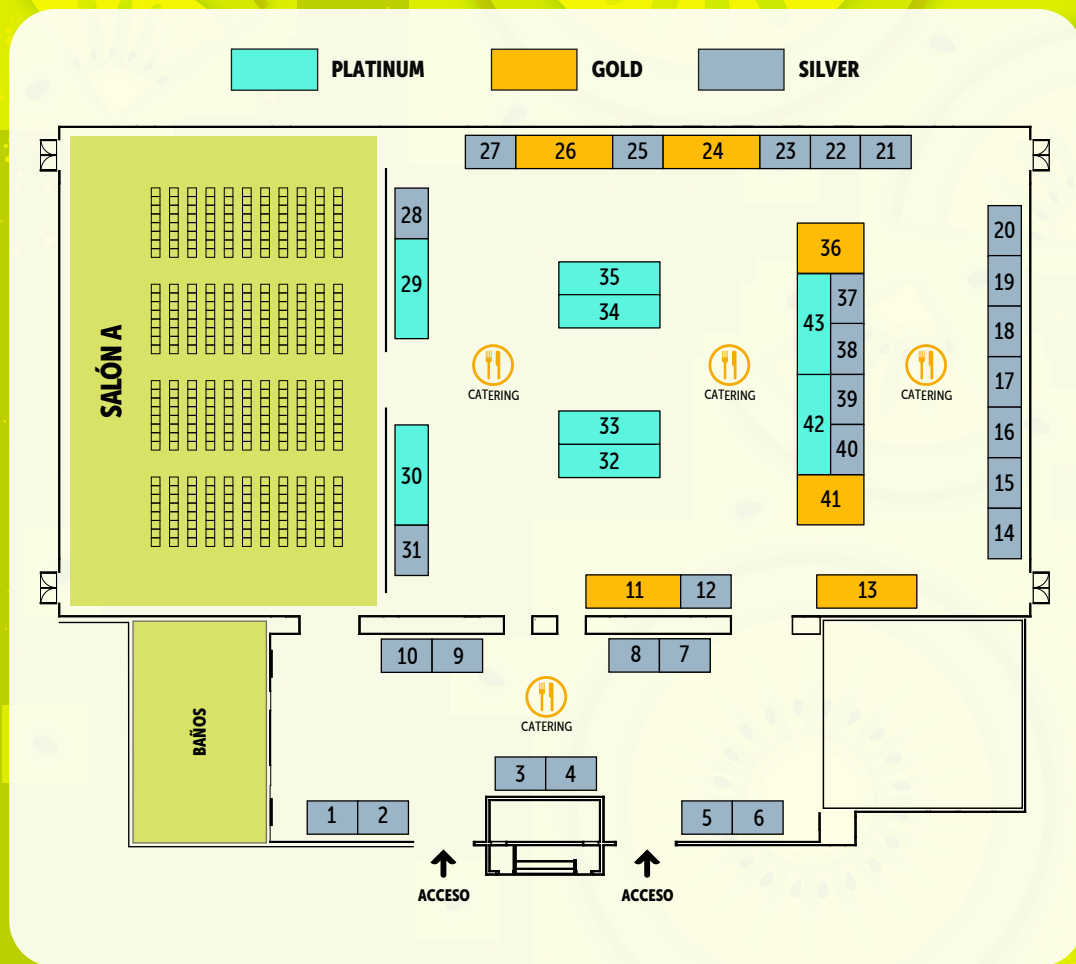 PLATINUM GOLD SILVER
27 26 25 24 23 22 21
28
29
20
19
18
17
16
15
14
36
35
34
43
37
38
SALÓN A
CATERING
CATERING
CATERING
39
42
40
33
32
30
31
41
11 12 13
10 9 8 7
CATERING
BAÑOS
3 4
1 2
5 6
ACCESO ACCESO